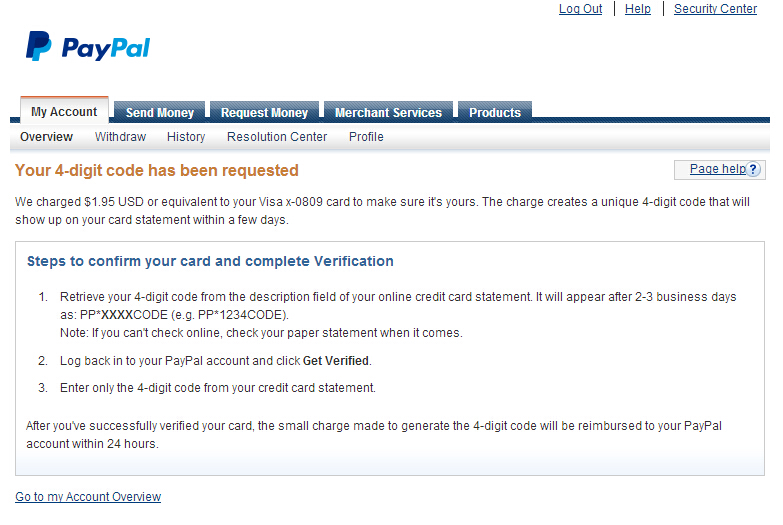 Log Out | Help | Security Center
PayPal
My Account Send Money Request Money Merchant Services Products
Overview Withdraw History Resolution Center Profile
Your 4-digit code has been requested
Page help ?
We charged $1.95 USD or equivalent to your Visa x-0809 card to make sure it's yours. The charge creates a unique 4-digit code that will
show up on your card statement within a few days.
Steps to confirm your card and complete Verification
1. Retrieve your 4-digit code from the description field of your online credit card statement. It will appear after 2-3 business days
as: PP*XXXXCODE (e.g. PP*1234CODE).
Note: If you can't check online, check your paper statement when it comes.
2. Log back in to your PayPal account and click Get Verified.
3. Enter only the 4-digit code from your credit card statement.
After you've successfully verified your card, the small charge made to generate the 4-digit code will be reimbursed to your PayPal
account within 24 hours.
Go to my Account Overview